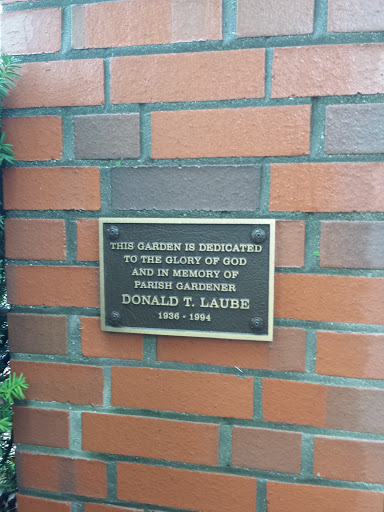 THIS GARDEN IS DEDICATED
TO THE GLORY OF GOD
AND IN MEMORY OF
PARISH GARDENER
DONALD T. LAUBE
1936 - 1994